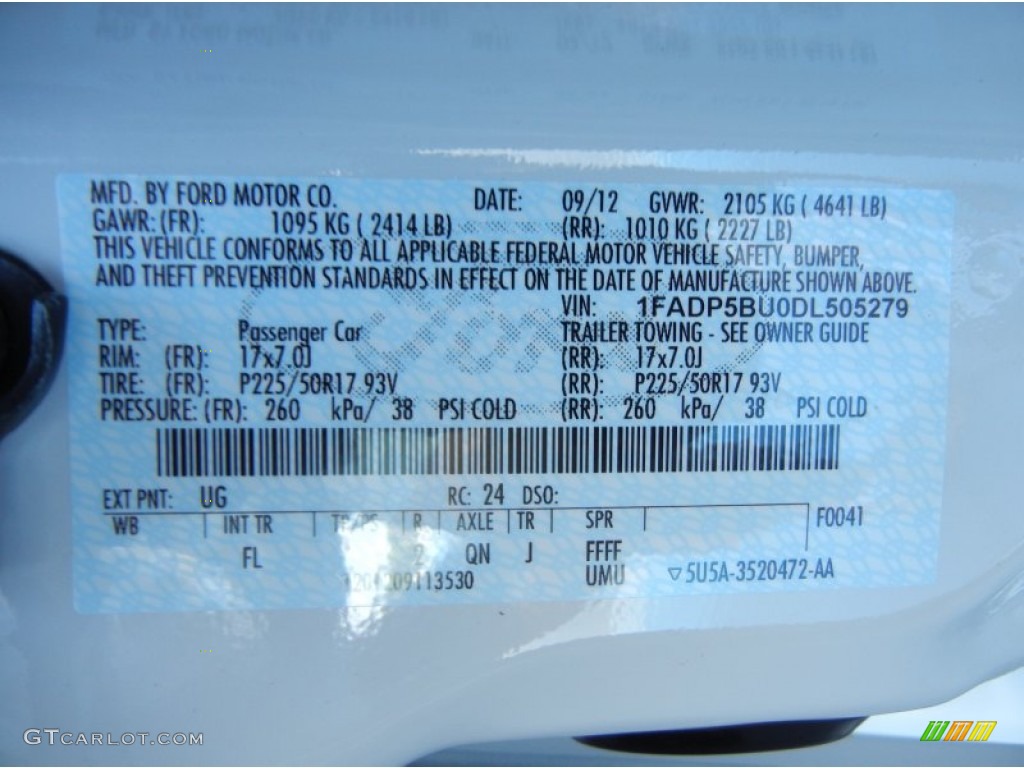 MFD. BY FORD MOTOR CO. DATE: 09/12 GVWR: 2105 KG ( 4641 LB)
GAWR: (FR): 1095 KG ( 2414 LB) (RR): 1010 KG ( 2227 LB)
THIS VEHICLE CONFORMS TO ALL APPLICABLE FEDERAL MOTOR VEHICLE SAFETY, BUMPER,
AND THEFT PREVENTION STANDARDS IN EFFECT ON THE DATE OF MANUFACTURE SHOWN ABOVE.
VIN: 1FADP5BU0DL505279
TYPE: Passenger Car TRAILER TOWING - SEE OWNER GUIDE
RIM: (FR): 17x7.0J (RR): 17x7.0J
TIRE: (FR): P225/50R17 93V (RR): P225/50R17 93V
PRESSURE: (FR): 260 kPa/ 38 PSI COLD (RR): 260 kPa/ 38 PSI COLD
EXT PNT: UG RC: 24 DSO:
WB INT TR TP/PS R AXLE TR SPR F0041
FL 2 QN J FFFF
UMU ▽5U5A-3520472-AA
GTCARLOT.COM